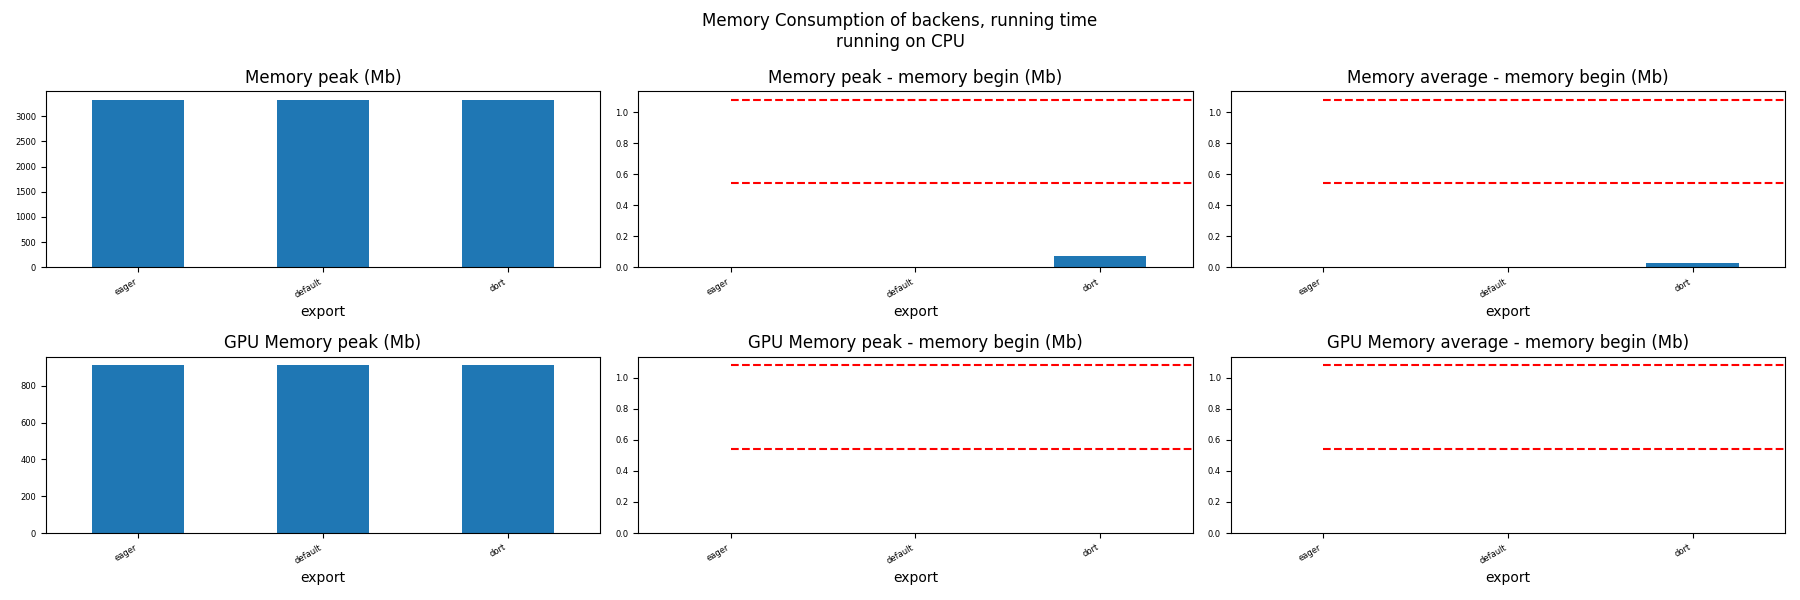 Memory Consumption of backens, running time
running on CPU
Memory peak (Mb)
3000
2500
2000
1500
1000
500
0
eager
default
dort
export
Memory peak - memory begin (Mb)
1.0
0.8
0.6
0.4
0.2
0.0
eager
default
dort
export
Memory average - memory begin (Mb)
1.0
0.8
0.6
0.4
0.2
0.0
eager
default
dort
export
GPU Memory peak (Mb)
800
600
400
200
0
eager
default
dort
export
GPU Memory peak - memory begin (Mb)
1.0
0.8
0.6
0.4
0.2
0.0
eager
default
dort
export
GPU Memory average - memory begin (Mb)
1.0
0.8
0.6
0.4
0.2
0.0
eager
default
dort
export